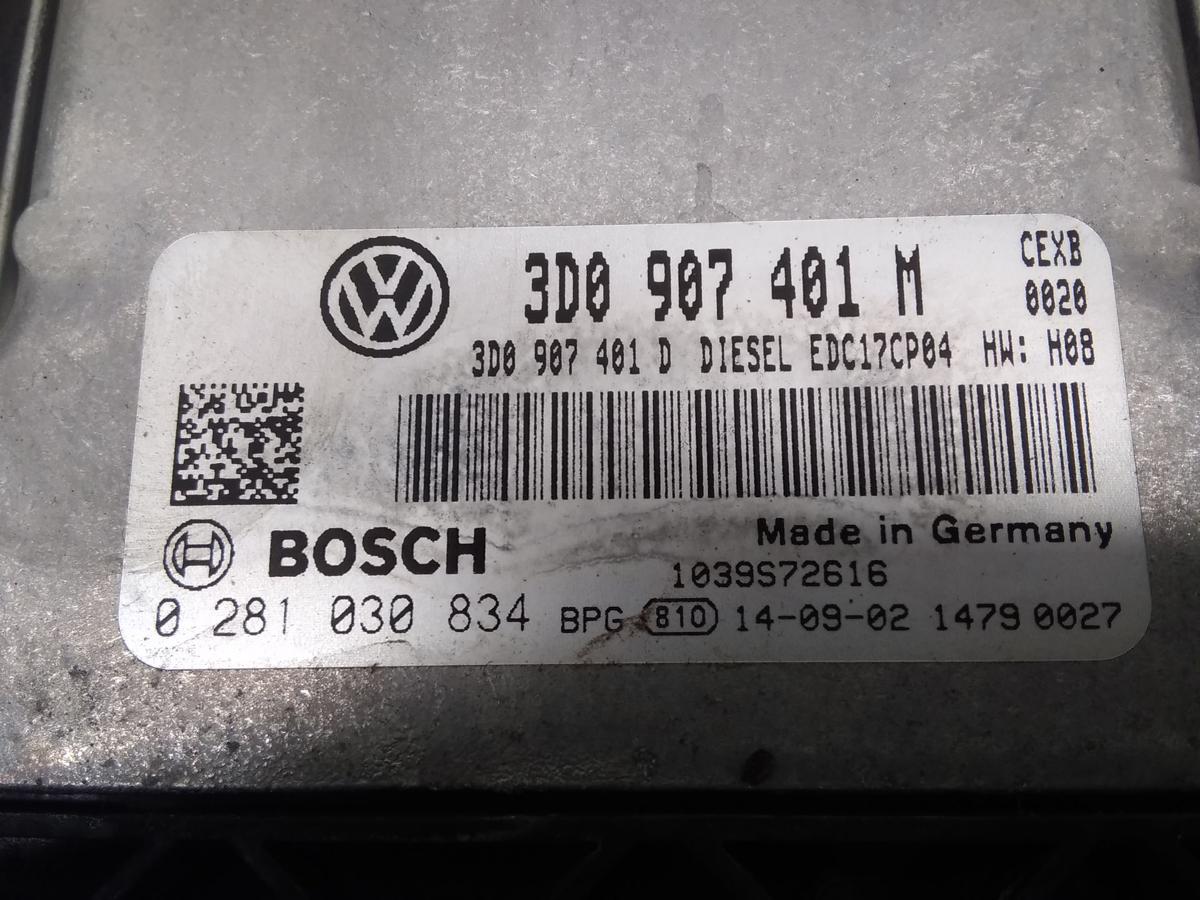 3D0 907 401 M
CEXB
0020
3D0 907 401 D DIESEL EDC17CP04 HW: H08
BOSCH
Made in Germany
1039S72616
0 281 030 834 BPG 810 14-09-02 1479 0027